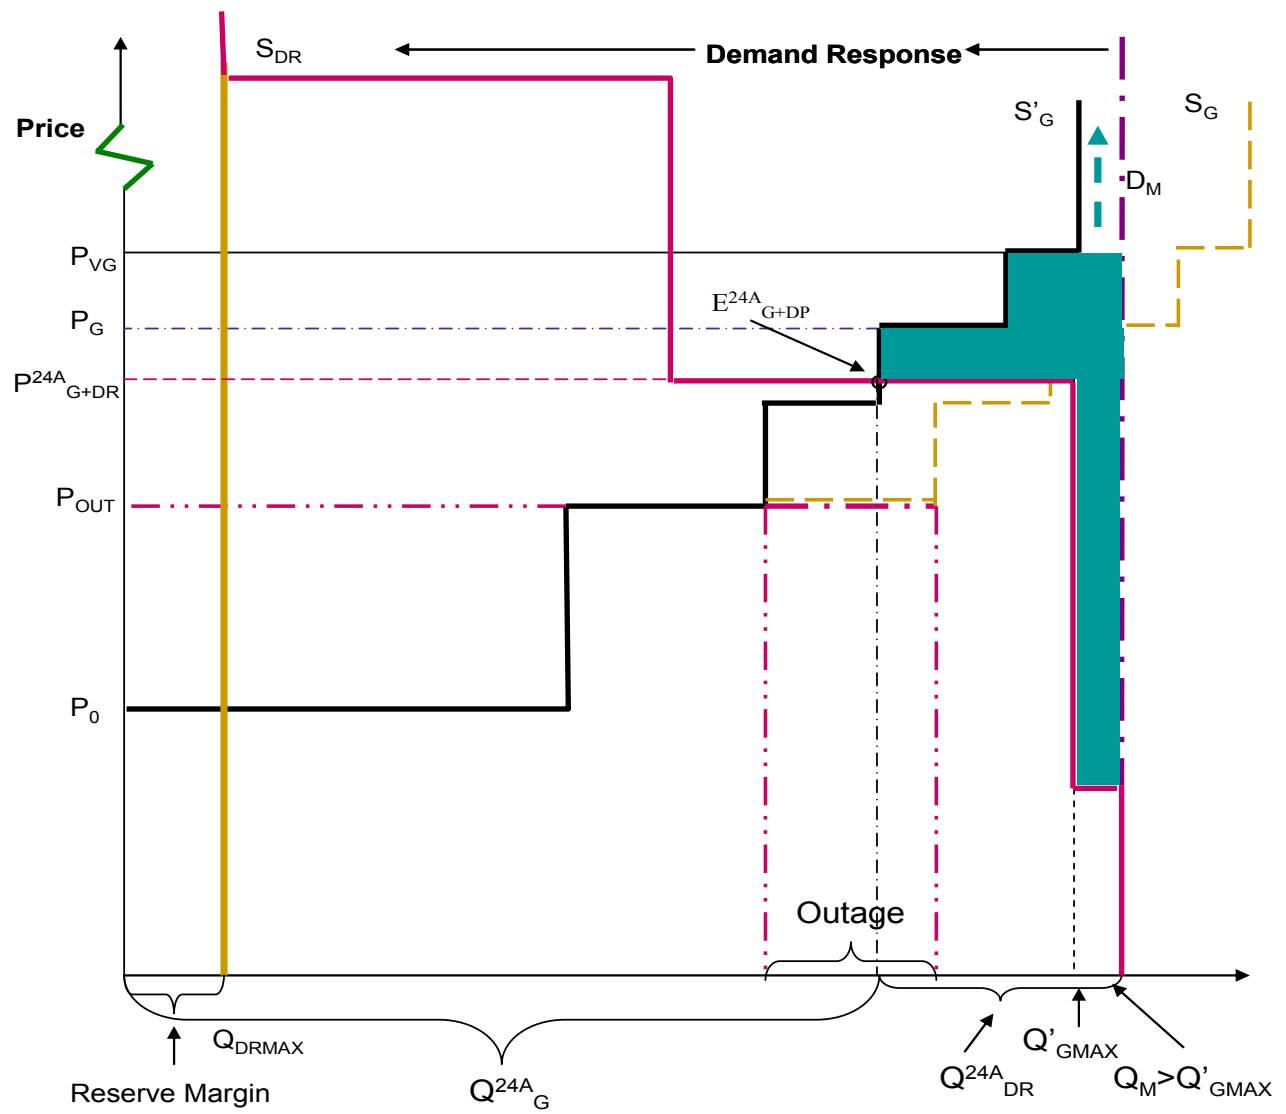 S_DR
Demand Response
S'_G
S_G
Price
D_M
P_VG
E^24A_G+DP
P_G
P^24A_G+DR
P_OUT
P_0
Outage
Q_DRMAX
Q'_GMAX
Reserve Margin
Q^24A_G
Q^24A_DR
Q_M>Q'_GMAX